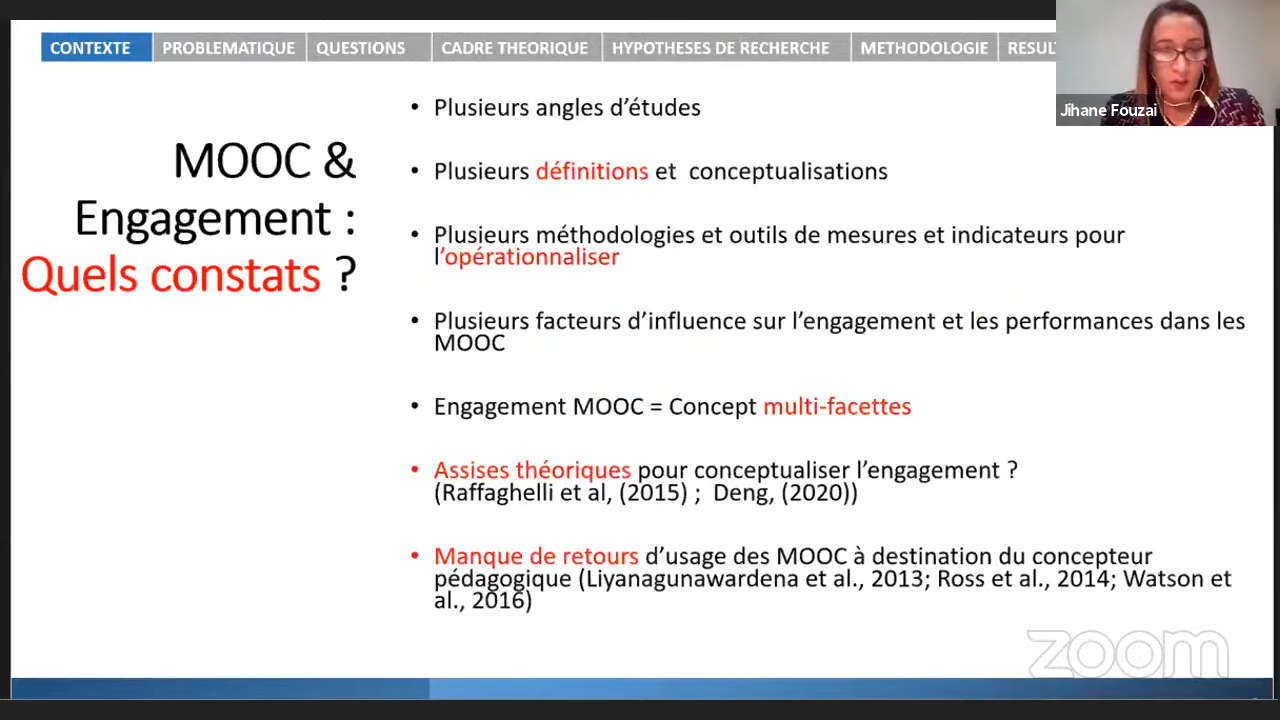 CONTEXTE PROBLEMATIQUE QUESTIONS CADRE THEORIQUE HYPOTHESES DE RECHERCHE METHODOLOGIE
Jihane Fouzai
MOOC &
Engagement :
Quels constats ?
• Plusieurs angles d’études
• Plusieurs définitions et conceptualisations
• Plusieurs méthodologies et outils de mesures et indicateurs pour
l’opérationnaliser
• Plusieurs facteurs d’influence sur l’engagement et les performances dans les
MOOC
• Engagement MOOC = Concept multi-facettes
• Assises théoriques pour conceptualiser l’engagement ?
(Raffaghelli et al, (2015) ; Deng, (2020))
• Manque de retours d’usage des MOOC à destination du concepteur
pédagogique (Liyanagunawardena et al., 2013; Ross et al., 2014; Watson et
al., 2016)
zoom